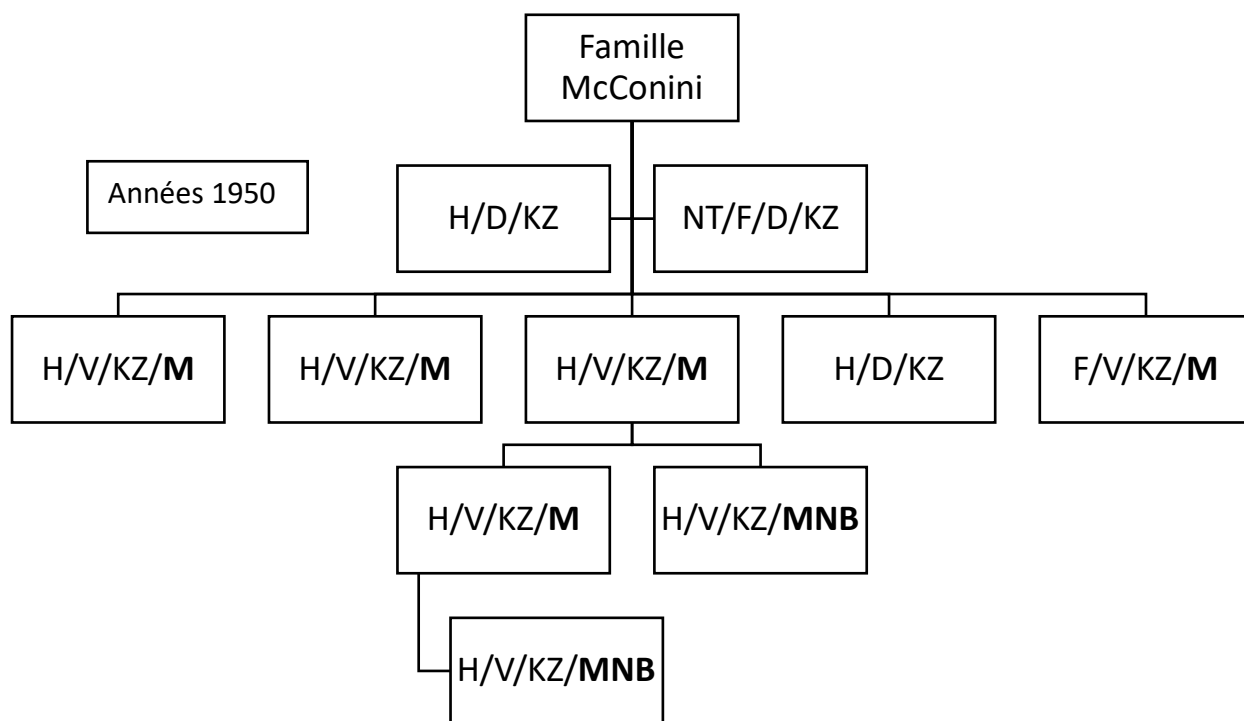 Famille
McConini
Années 1950
H/D/KZ
NT/F/D/KZ
H/V/KZ/M
H/V/KZ/M
H/V/KZ/M
H/D/KZ
F/V/KZ/M
H/V/KZ/M
H/V/KZ/MNB
H/V/KZ/MNB